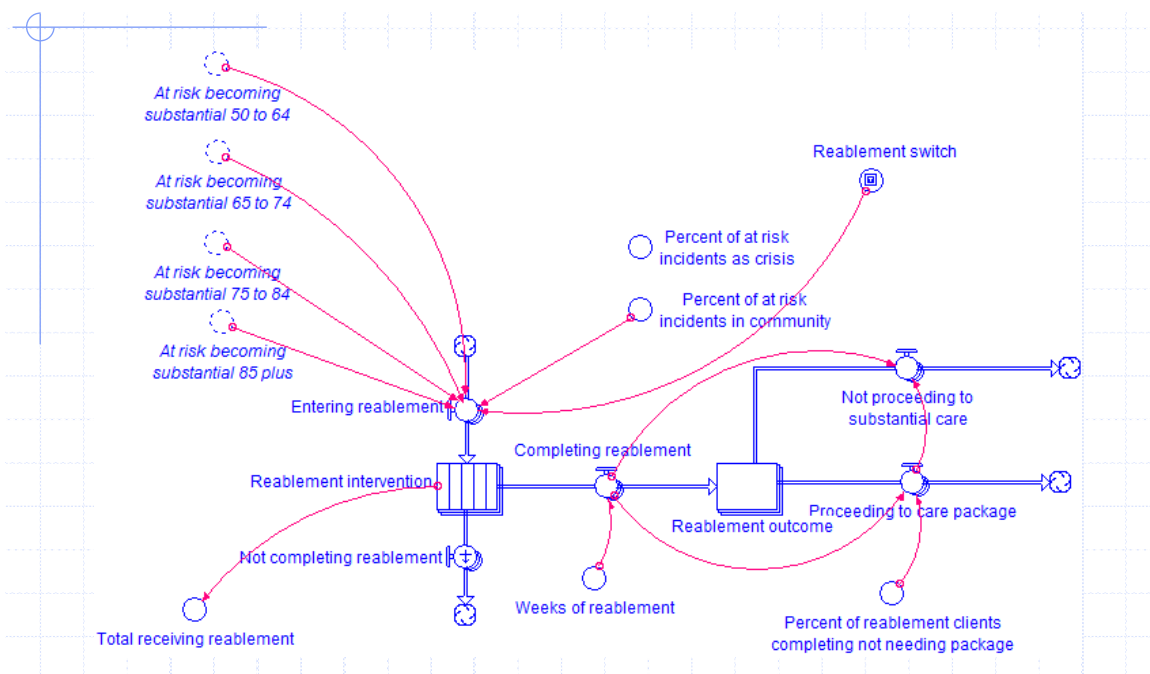 At risk becoming
substantial 50 to 64
At risk becoming
substantial 65 to 74
At risk becoming
substantial 75 to 84
At risk becoming
substantial 85 plus
Reablement switch
Percent of at risk
incidents as crisis
Percent of at risk
incidents in community
Entering reablement
Not proceeding to
substantial care
Completing reablement
Reablement intervention
Reablement outcome
Proceeding to care package
Not completing reablement
Weeks of reablement
Total receiving reablement
Percent of reablement clients
completing not needing package